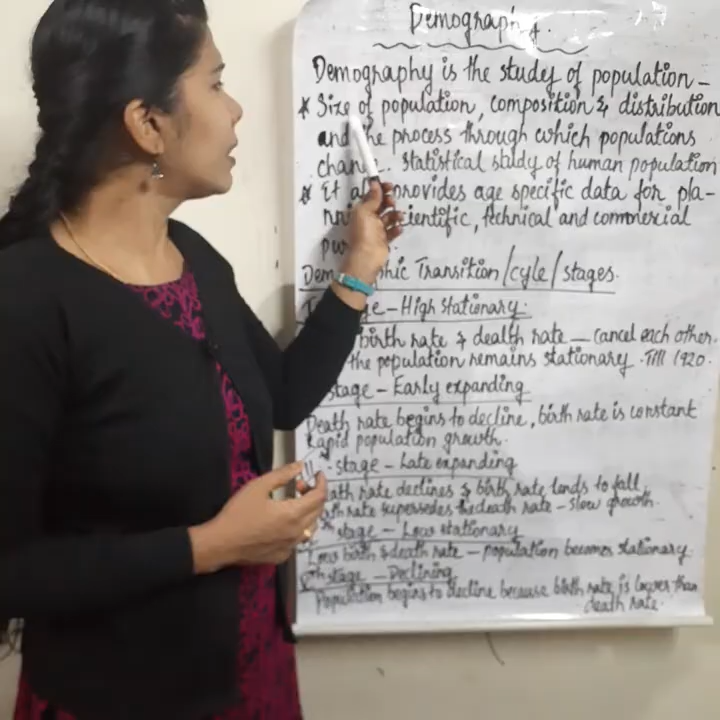 Demography.
Demography is the study of population -
* Size of population, composition & distribution
and the process through which populations
change. Statistical study of human population
* It also provides age specific data for pla-
scientific, technical and commercial
Demographic Transition/cyle/stages.
stage - High stationary.
birth rate & death rate - cancel each other.
the population remains stationary. Till 1920.
stage - Early expanding
Death rate begins to decline, birth rate is constant
Rapid population growth.
stage - Late expanding
death rate declines & birth rate tends to fall.
birth rate supersedes the death rate - slow growth.
stage - Low stationary
Low birth & death rate - population becomes stationary.
5th stage - Declining
Population begins to decline because birth rate is lower than
death rate.